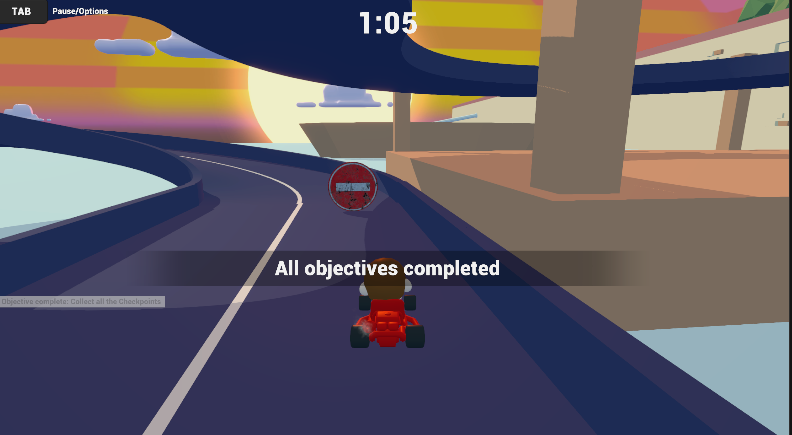 TAB Pause/Options
1:05
All objectives completed
Objective complete: Collect all the Checkpoints